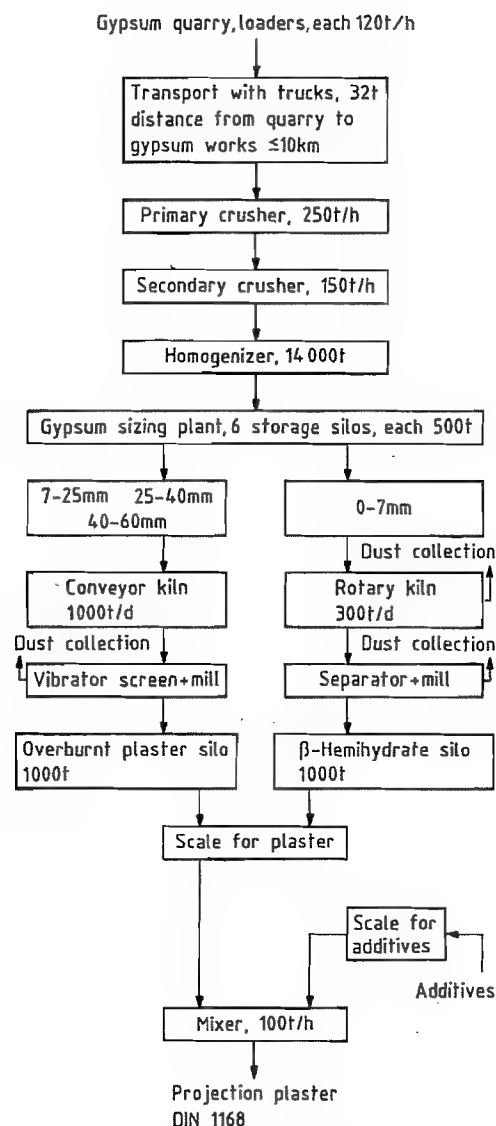 Gypsum quarry, loaders, each 120t/h
Transport with trucks, 32t
distance from quarry to
gypsum works ≤10km
Primary crusher, 250t/h
Secondary crusher, 150t/h
Homogenizer, 14 000t
Gypsum sizing plant, 6 storage silos, each 500t
7-25mm 25-40mm
40-60mm
0-7mm
Dust collection
Conveyor kiln
1000t/d
Rotary kiln
300t/d
Dust collection
Dust collection
Vibrator screen+mill
Separator+mill
Overburnt plaster silo
1000t
β-Hemihydrate silo
1000t
Scale for plaster
Scale for
additives
Additives
Mixer, 100t/h
Projection plaster
DIN 1168